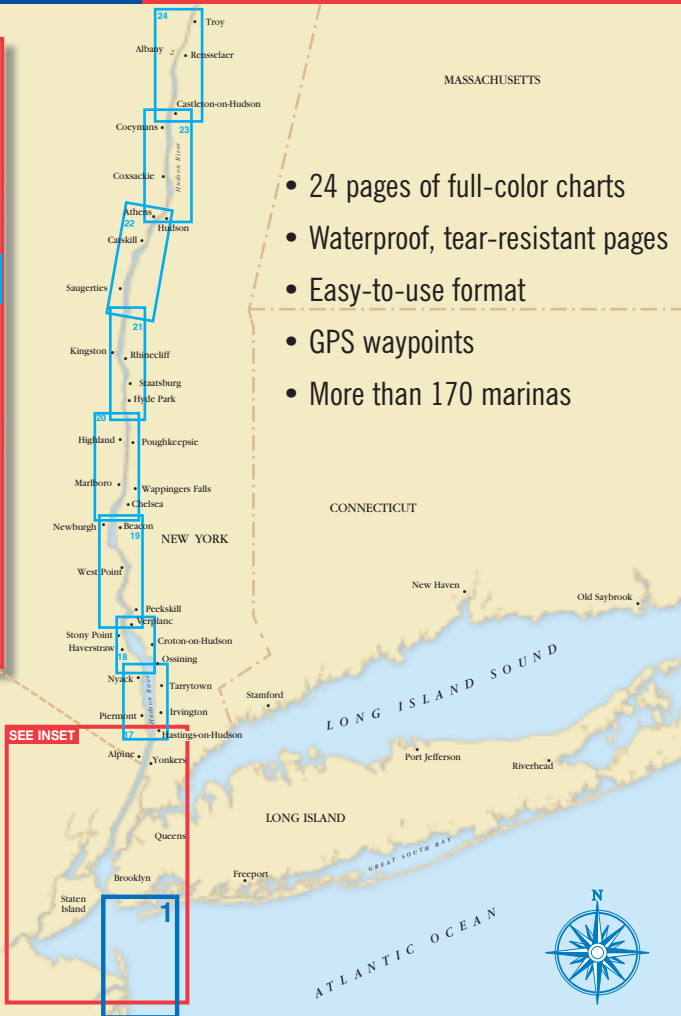 24
Troy
Albany
Rensselaer
MASSACHUSETTS
Castleton-on-Hudson
Coeymans
23
Hudson River
Coxsackie
• 24 pages of full-color charts
Athens
22
Hudson
Catskill
• Waterproof, tear-resistant pages
Saugerties
• Easy-to-use format
21
• GPS waypoints
Kingston
Rhinecliff
Staatsburg
• More than 170 marinas
Hyde Park
20
Highland
Poughkeepsie
Marlboro
Wappingers Falls
Chelsea
CONNECTICUT
Newburgh
Beacon
19
NEW YORK
West Point
New Haven
Old Saybrook
Peekskill
Verplanc
Stony Point
Croton-on-Hudson
Haverstraw
18
Ossining
LONG ISLAND SOUND
Nyack
Hudson River
Tarrytown
Stamford
Piermont
Irvington
SEE INSET
17
Hastings-on-Hudson
Alpine
Yonkers
Port Jefferson
Riverhead
LONG ISLAND
Queens
GREAT SOUTH BAY
Brooklyn
Freeport
Staten
Island
1
N
ATLANTIC OCEAN